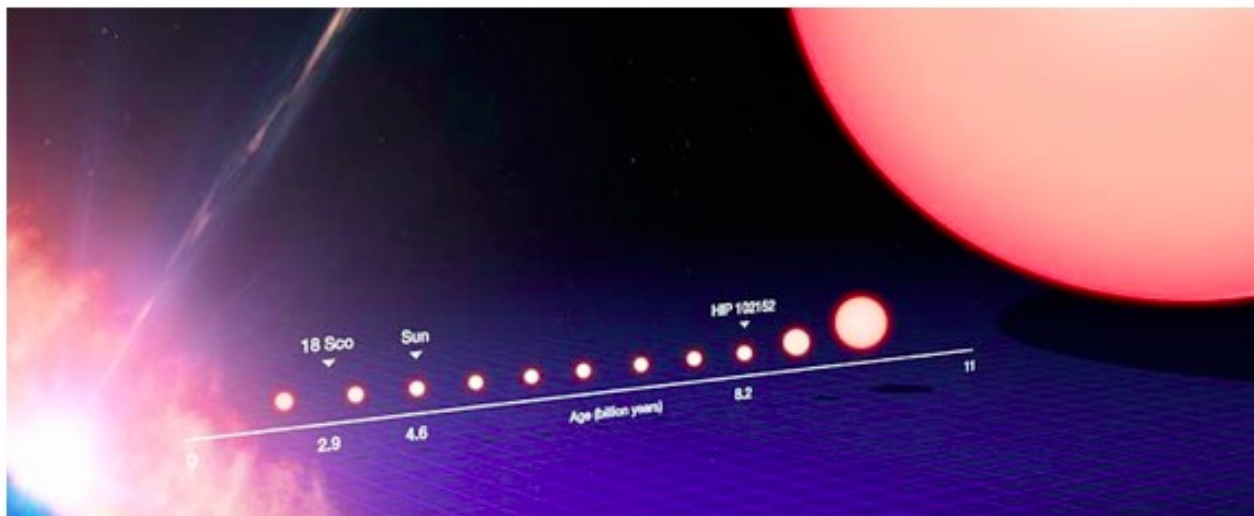 18 Sco
Sun
HIP 102152
0
2.9
4.6
Age (billion years)
8.2
11